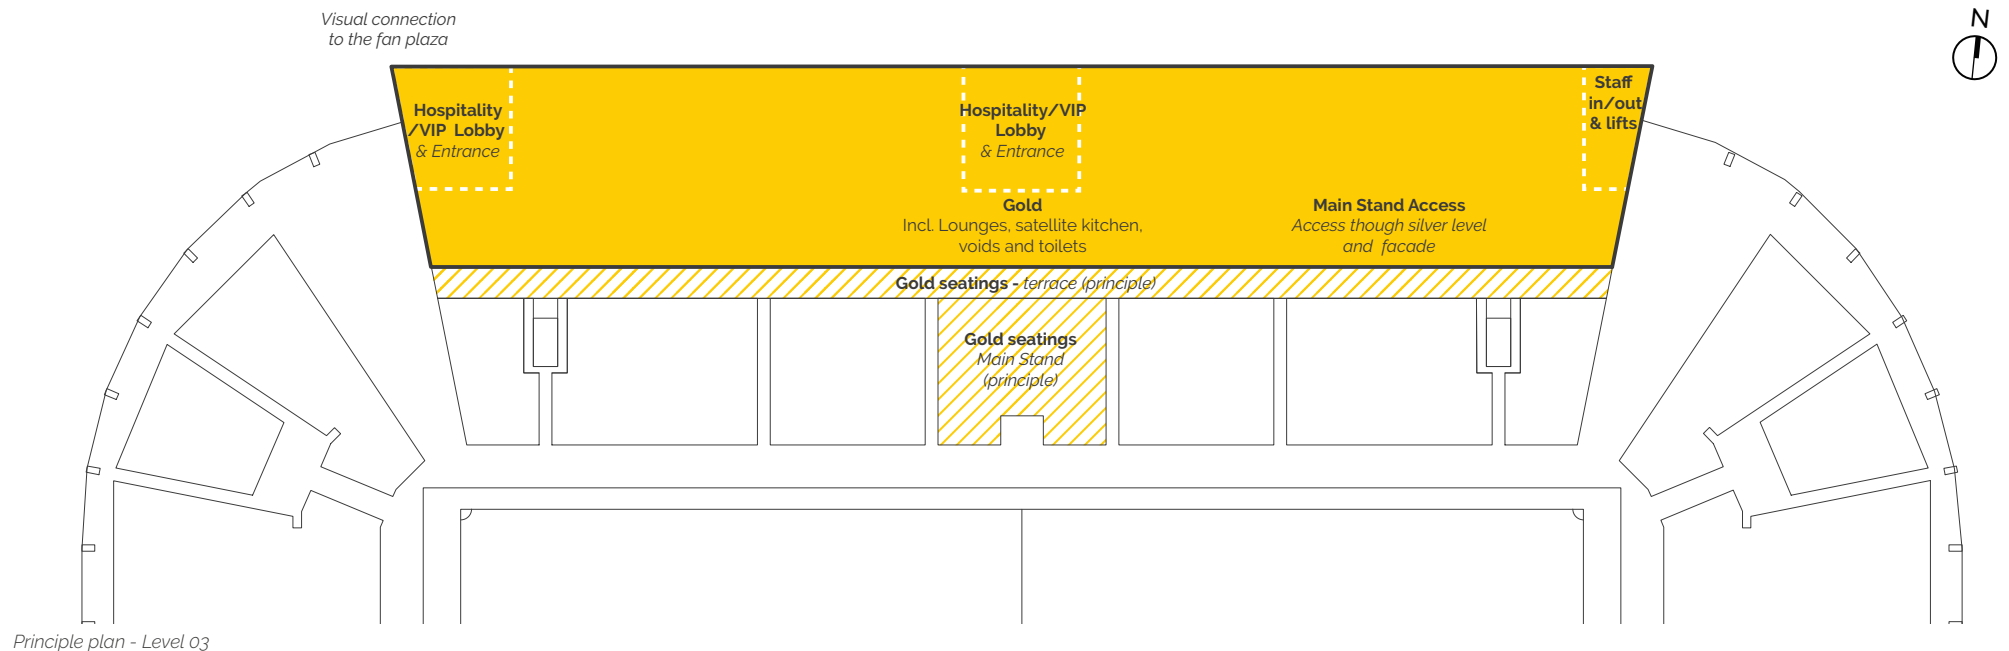 Visual connection
to the fan plaza
N
Hospitality
/VIP Lobby
& Entrance
Hospitality/VIP
Lobby
& Entrance
Staff
in/out
& lifts
Gold
Incl. Lounges, satellite kitchen,
voids and toilets
Main Stand Access
Access though silver level
and facade
Gold seatings - terrace (principle)
Gold seatings
Main Stand
(principle)
Principle plan - Level 03